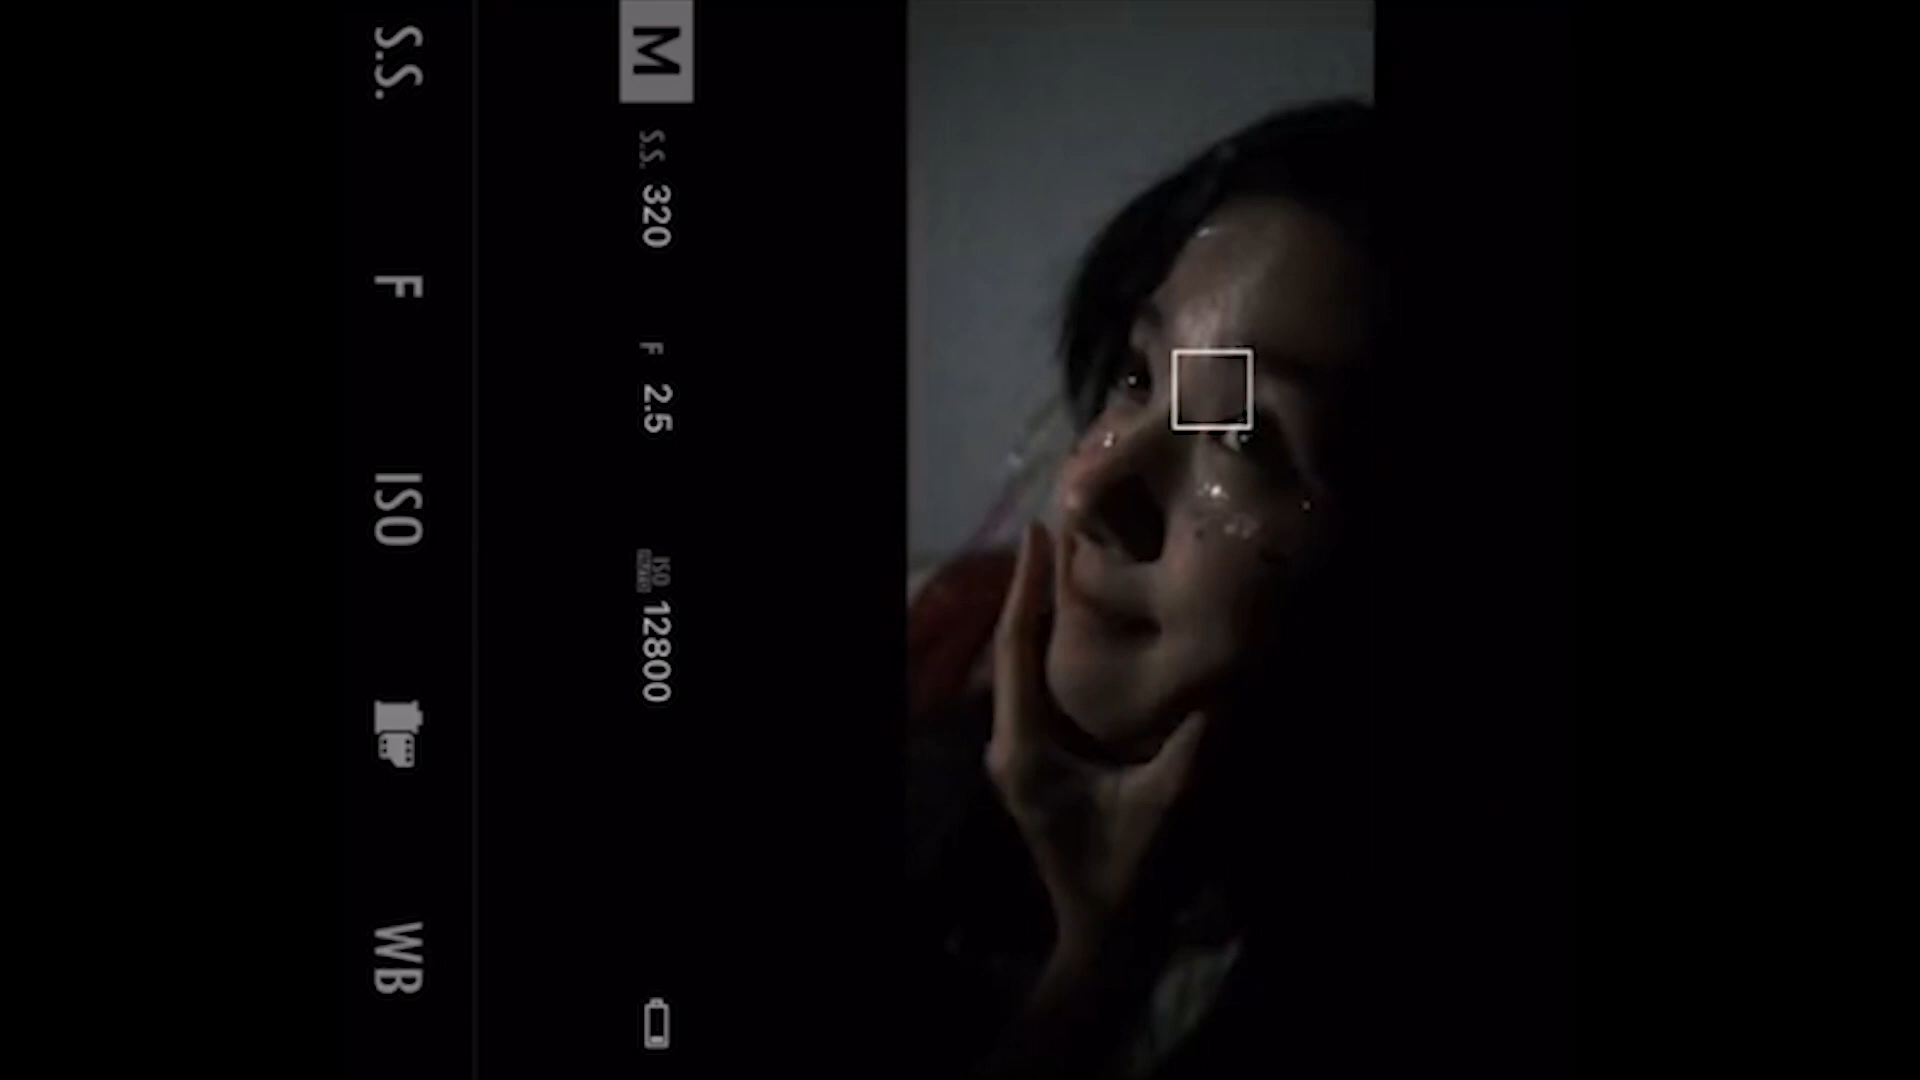 M
S.S. 320
F 2.5
ISO 12800
S.S.
F
ISO
WB